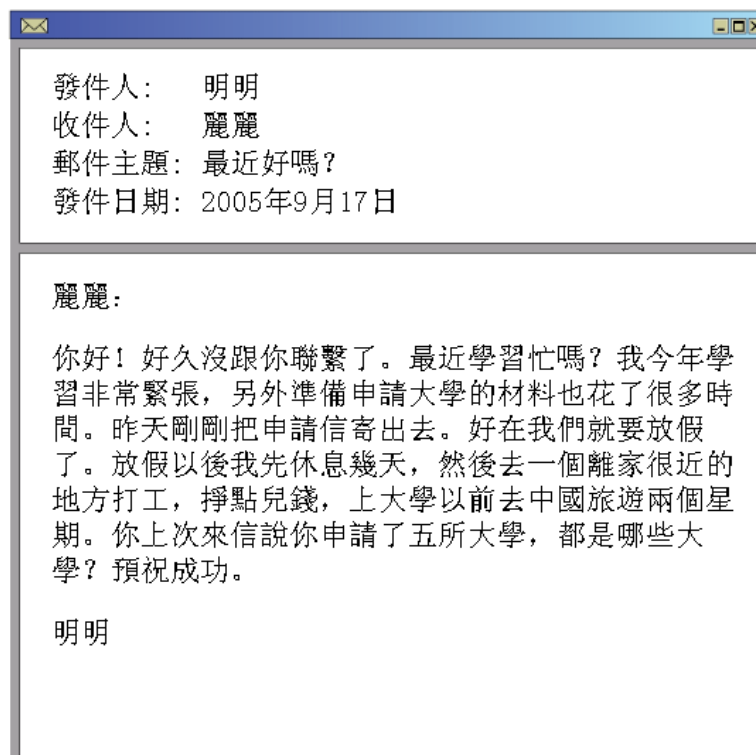 發件人: 明明
收件人: 麗麗
郵件主題: 最近好嗎?
發件日期: 2005年9月17日
麗麗:
你好! 好久沒跟你聯繫了。最近學習忙嗎? 我今年學
習非常緊張, 另外準備申請大學的材料也花了很多時
間。昨天剛剛把申請信寄出去。好在我們就要放假
了。放假以後我先休息幾天, 然後去一個離家很近的
地方打工, 掙點兒錢, 上大學以前去中國旅遊兩個星
期。你上次來信說你申請了五所大學, 都是哪些大
學? 預祝成功。
明明